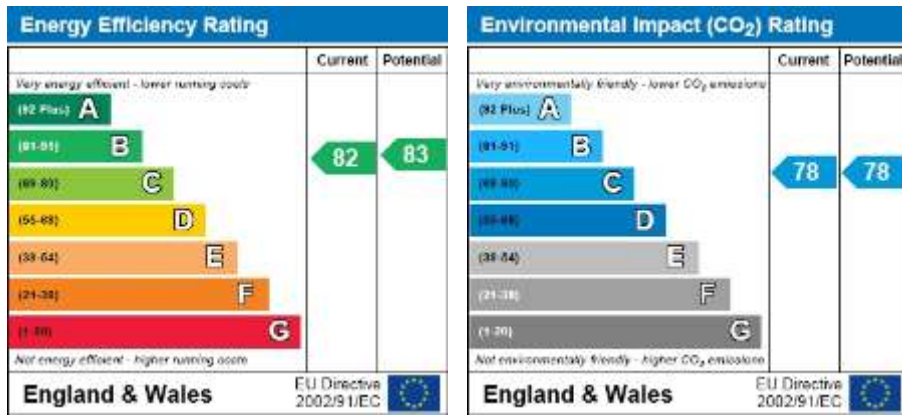 Energy Efficiency Rating
Current Potential
Very energy efficient - lower running costs
(92 Plus) A
(81-91) B
(69-80) C
(55-68) D
(39-54) E
(21-38) F
(1-20) G
82
83
Not energy efficient - higher running costs
England & Wales
EU Directive
2002/91/EC
Environmental Impact (CO₂) Rating
Current Potential
Very environmentally friendly - lower CO₂ emissions
(92 Plus) A
(81-91) B
(69-80) C
(55-68) D
(39-54) E
(21-38) F
(1-20) G
78
78
Not environmentally friendly - higher CO₂ emissions
England & Wales
EU Directive
2002/91/EC